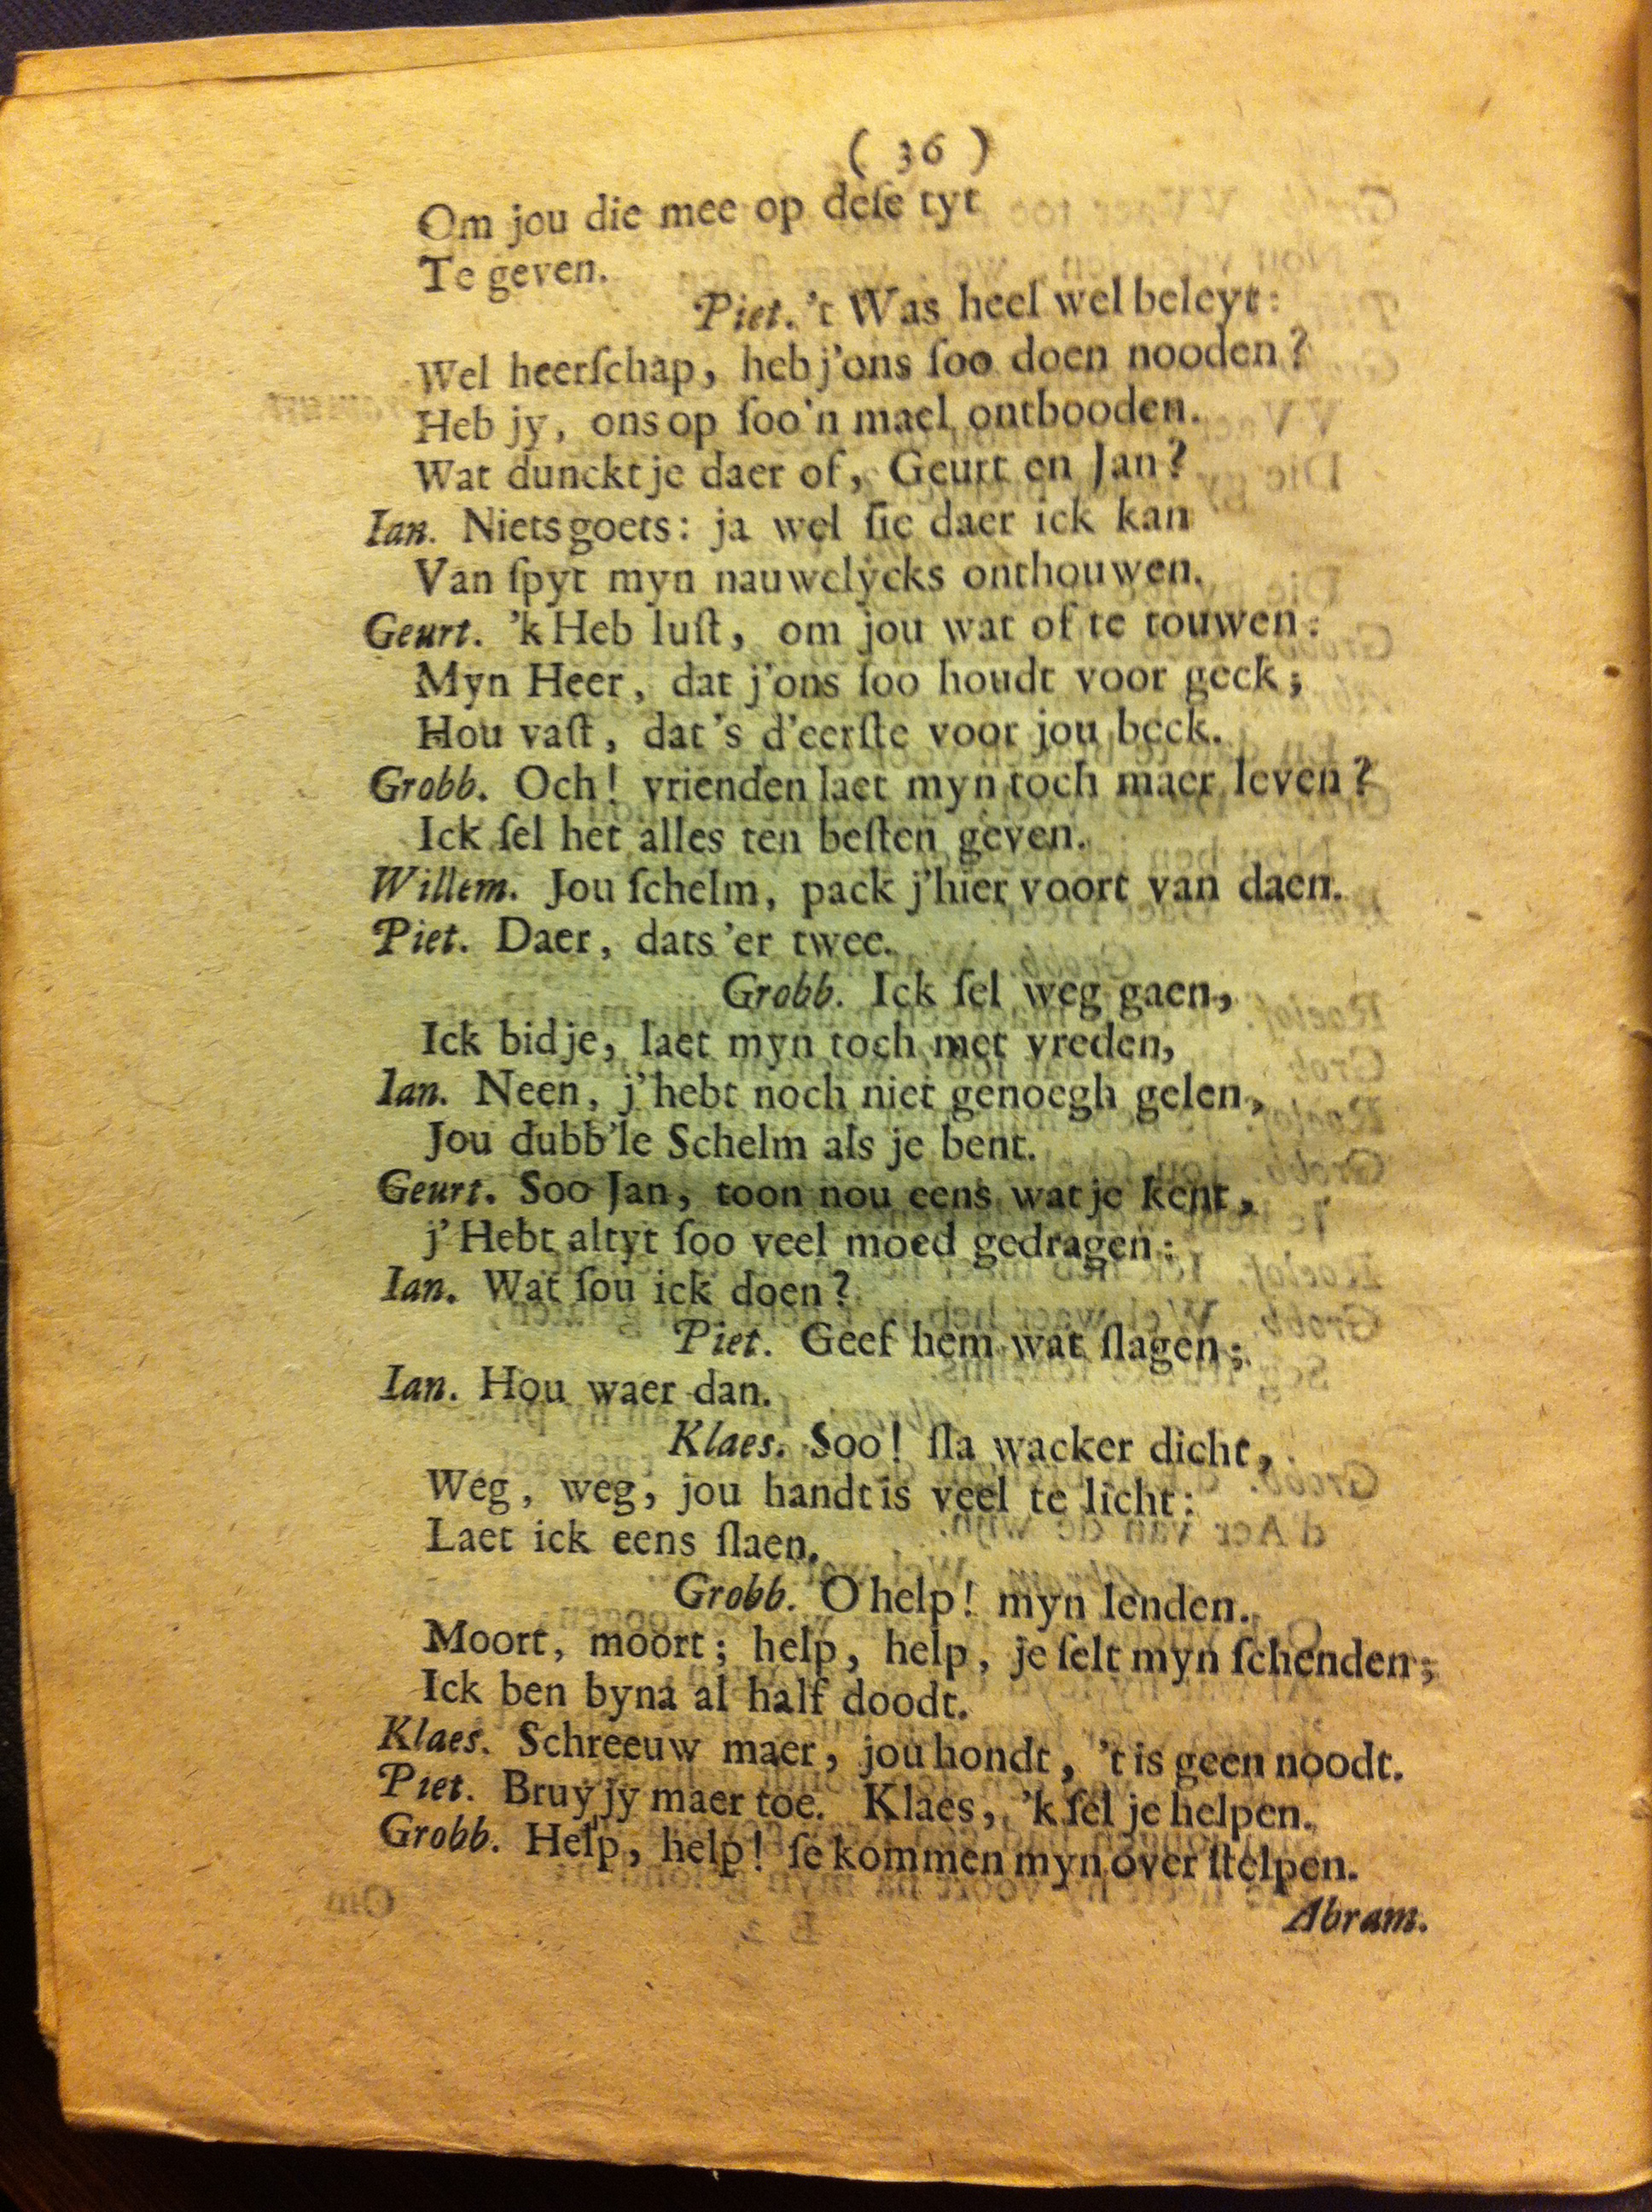 ( 36 )
Om jou die mee op deſe tyt
Te geven.
Piet. 't Was heel wel beleyt:
Wel heerſchap, heb j'ons ſoo doen nooden?
Heb jy, ons op ſoo'n mael ontbooden.
Wat dunckt je daer of, Geurt en Jan?
Ian. Niets goets: ja wel ſie daer ick kan
Van ſpyt myn nauwelycks onthouwen.
Geurt. 'k Heb luſt, om jou wat of te touwen:
Myn Heer, dat j'ons ſoo houdt voor geck;
Hou vaſt, dat 's d'eerſte voor jou beck.
Grobb. Och! vrienden laet myn toch maer leven?
Ick ſel het alles ten beſten geven.
Willem. Jou ſchelm, pack j'hier voort van daen.
Piet. Daer, dats 'er twee.
Grobb. Ick ſel weg gaen,
Ick bidje, laet myn toch met vreden,
Ian. Neen, j'hebt noch niet genoegh gelen,
Jou dubb'le Schelm als je bent.
Geurt. Soo Jan, toon nou eens wat je kent,
j'Hebt altyt ſoo veel moed gedragen:
Ian. Wat ſou ick doen?
Piet. Geef hem wat ſlagen;
Ian. Hou waer dan.
Klaes. Soo! ſla wacker dicht,
Weg, weg, jou handt is veel te licht:
Laet ick eens ſlaen.
Grobb. O help! myn lenden.
Moort, moort; help, help, je ſelt myn ſchenden;
Ick ben byna al half doodt.
Klaes. Schreeuw maer, jou hondt, 't is geen noodt.
Piet. Bruy jy maer toe. Klaes, 'k ſel je helpen.
Grobb. Help, help! ſe kommen myn over ſtelpen.
Abram.